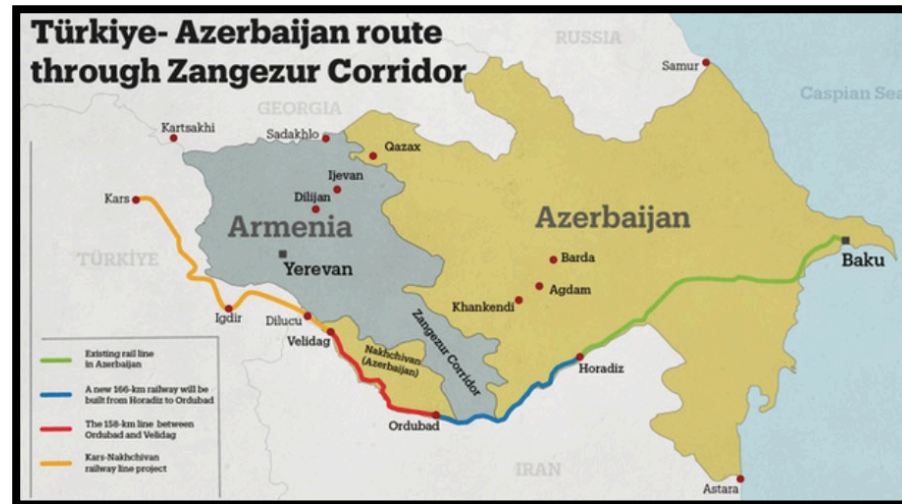 Türkiye- Azerbaijan route
through Zangezur Corridor
RUSSIA
Samur
Caspian Sea
GEORGIA
Kartsakhi
Sadakhlo
Qazax
Ijevan
Kars
Dilijan
Armenia
Azerbaijan
TÜRKİYE
Yerevan
Barda
Baku
Agdam
Khankendi
Igdir
Dilucu
Velidag
Zangezur Corridor
Nakhchivan
(Azerbaijan)
Horadiz
Ordubad
IRAN
Astara
Existing rail line
in Azerbaijan
A new 166-km railway will be
built from Horadiz to Ordubad
The 158-km line between
Ordubad and Velidag
Kars-Nakhchivan
railway line project